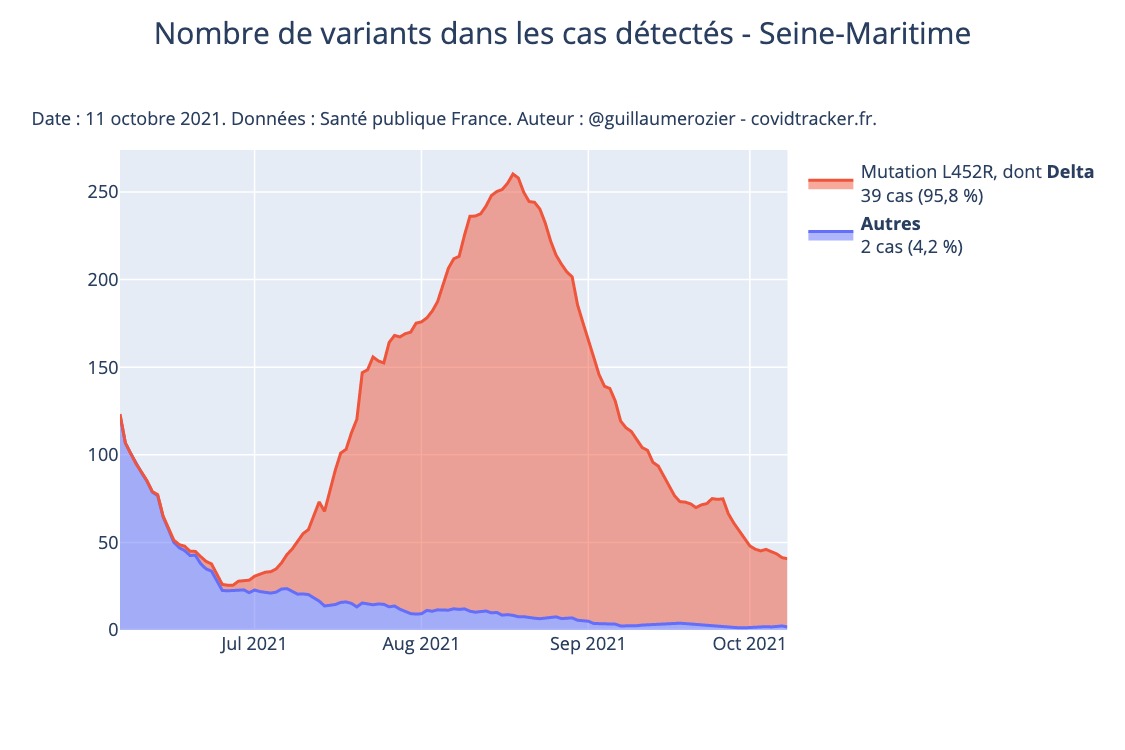 Nombre de variants dans les cas détectés - Seine-Maritime
Date : 11 octobre 2021. Données : Santé publique France. Auteur : @guillaumerozier - covidtracker.fr.
Mutation L452R, dont Delta
39 cas (95,8 %)
Autres
2 cas (4,2 %)
250
200
150
100
50
0
Jul 2021 Aug 2021 Sep 2021 Oct 2021